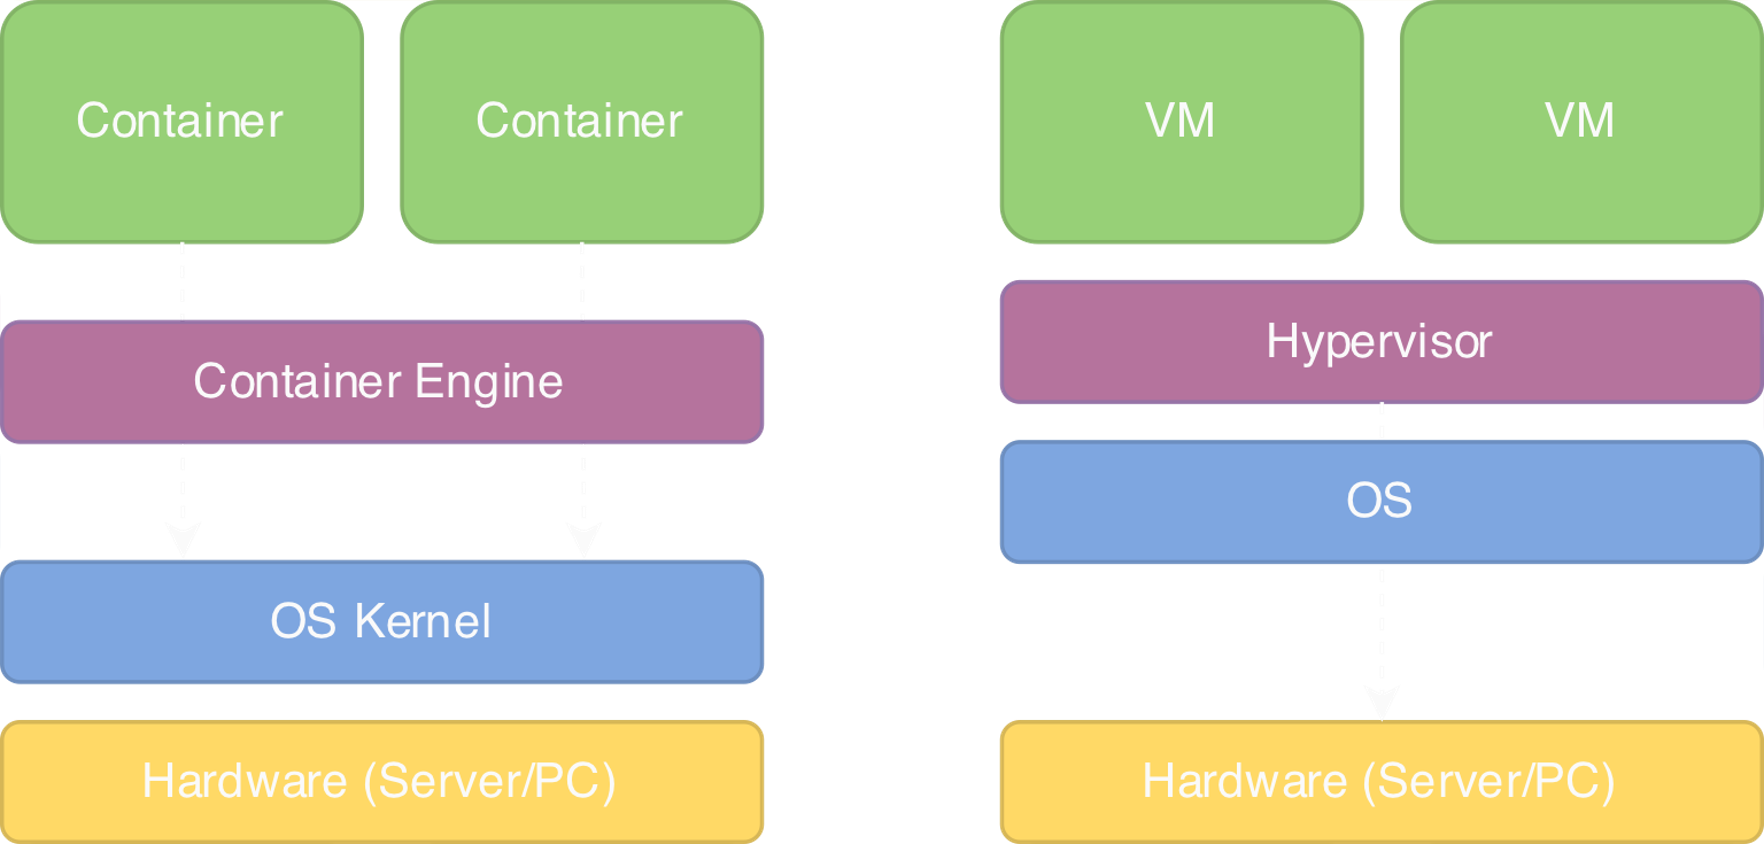 Container
Container
Container Engine
OS Kernel
Hardware (Server/PC)
VM
VM
Hypervisor
OS
Hardware (Server/PC)